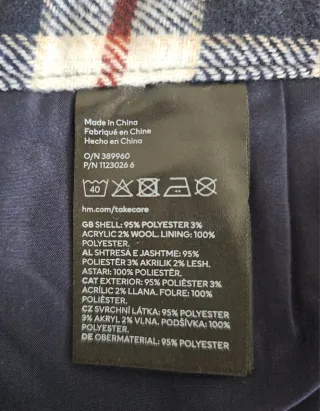 Made in China
Fabriqué en Chine
Hecho en China
O/N 389960
P/N 1123026 6
40
hm.com/takecare
GB SHELL: 95% POLYESTER 3%
ACRYLIC 2% WOOL. LINING: 100%
POLYESTER.
AL SHTRESA E JASHTME: 95%
POLIESTËR 3% AKRILIK 2% LESH.
ASTARI: 100% POLIESTËR.
CAT EXTERIOR: 95% POLIÈSTER 3%
ACRÍLIC 2% LLANA. FOLRE: 100%
POLIÈSTER.
CZ SVRCHNÍ LÁTKA: 95% POLYESTER
3% AKRYL 2% VLNA. PODŠÍVKA: 100%
POLYESTER.
DE OBERMATERIAL: 95% POLYESTER